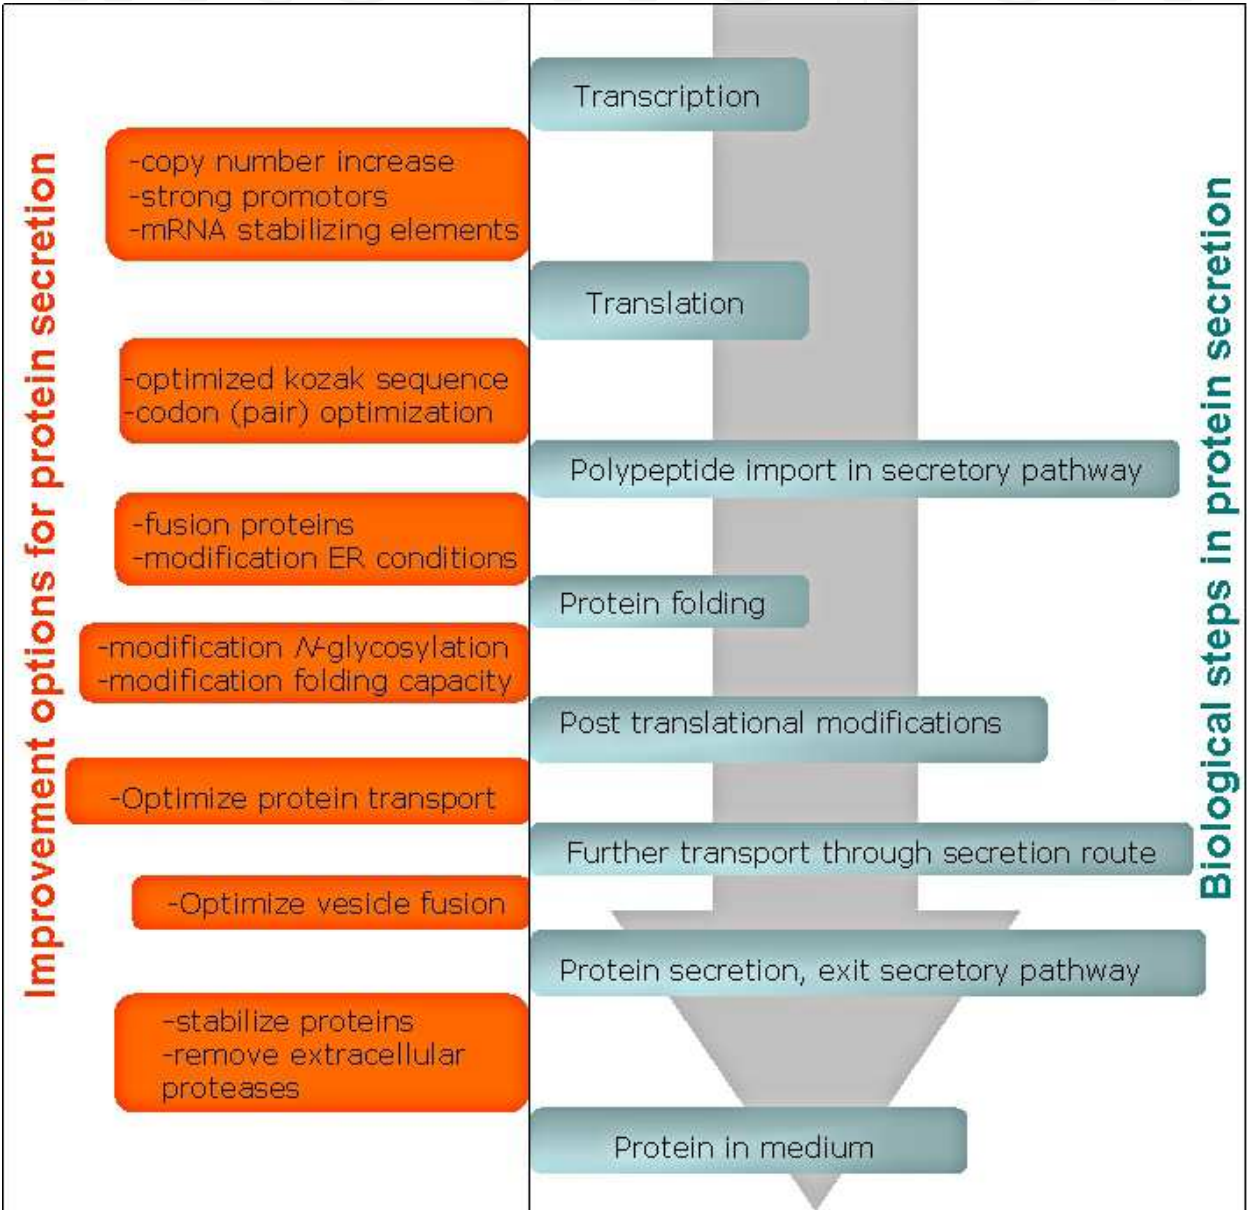 Improvement options for protein secretion
Biological steps in protein secretion
Transcription
-copy number increase
-strong promotors
-mRNA stabilizing elements
Translation
-optimized kozak sequence
-codon (pair) optimization
Polypeptide import in secretory pathway
-fusion proteins
-modification ER conditions
Protein folding
-modification N-glycosylation
-modification folding capacity
Post translational modifications
-Optimize protein transport
Further transport through secretion route
-Optimize vesicle fusion
Protein secretion, exit secretory pathway
-stabilize proteins
-remove extracellular
proteases
Protein in medium